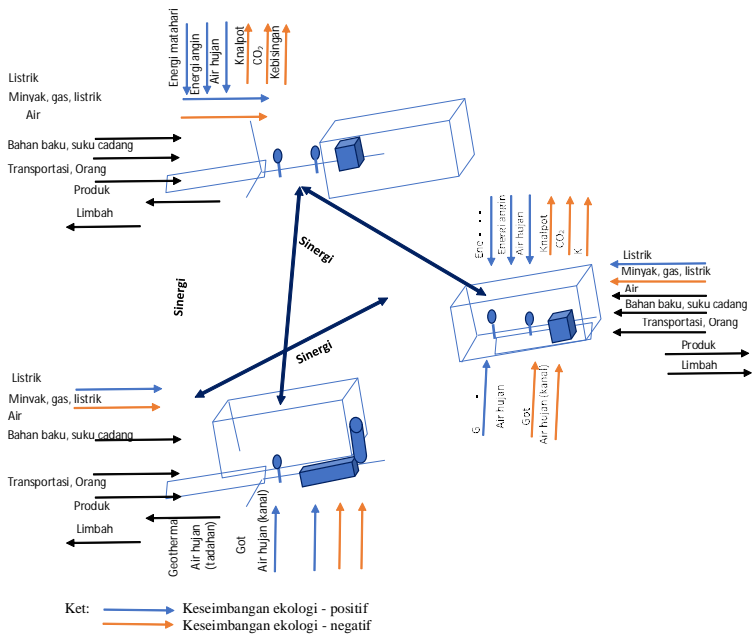 Energi matahari
Energi angin
Air hujan
Knalpot
CO₂
Kebisingan
Listrik
Minyak, gas, listrik
Air
Bahan baku, suku cadang
Transportasi, Orang
Produk
Limbah
Sinergi
Sinergi
Sinergi
Energi angin
Air hujan
Knalpot
CO₂
K
Listrik
Minyak, gas, listrik
Air
Bahan baku, suku cadang
Transportasi, Orang
Produk
Limbah
G
Air hujan
Got
Air hujan (kanal)
Listrik
Minyak, gas, listrik
Air
Bahan baku, suku cadang
Transportasi, Orang
Produk
Limbah
Geotherma
Air hujan
(tadahan)
Got
Air hujan (kanal)
Ket:
Keseimbangan ekologi - positif
Keseimbangan ekologi - negatif